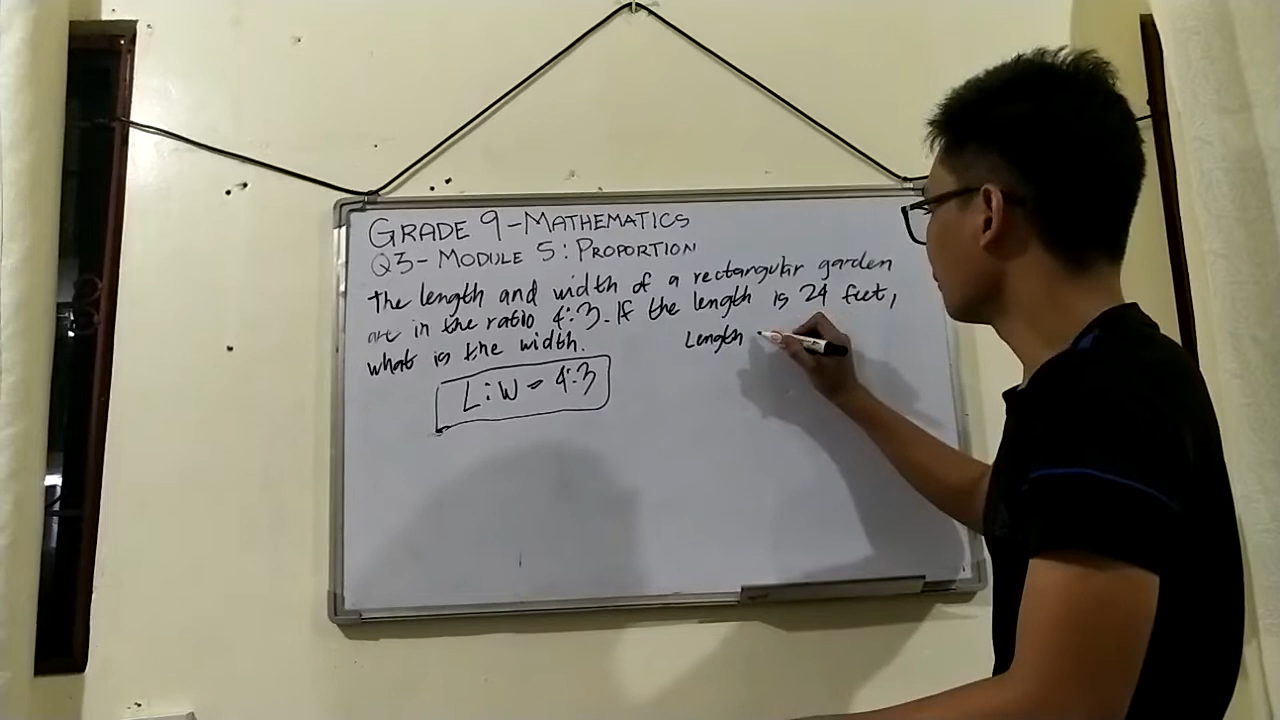 GRADE 9-MATHEMATICS
Q3-MODULE 5: PROPORTION
The length and width of a rectangular garden
are in the ratio 4:3. If the length is 24 feet,
what is the width.
Length
L:W = 4:3